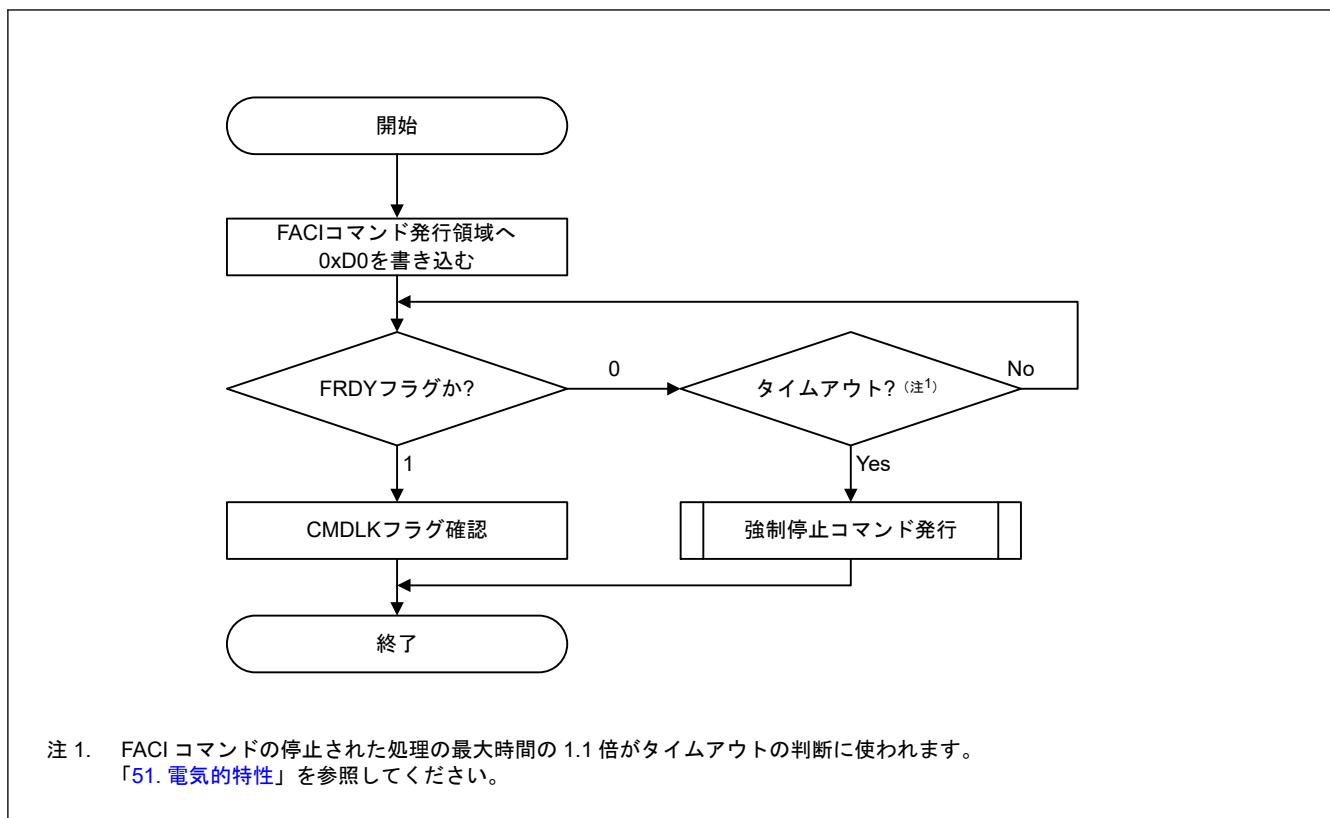 開始
FACIコマンド発行領域へ
0xD0を書き込む
FRDYフラグか?
0
タイムアウト?（注1）
No
1
Yes
CMDLKフラグ確認
強制停止コマンド発行
終了
注 1. FACI コマンドの停止された処理の最大時間の 1.1 倍がタイムアウトの判断に使われます。
「51. 電気的特性」を参照してください。